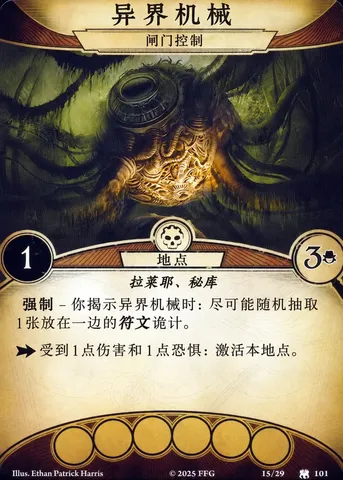 异界机械
闸门控制
1
地点
3
拉莱耶、秘库
强制 – 你揭示异界机械时：尽可能随机抽取
1张放在一边的符文诡计。
受到1点伤害和1点恐惧：激活本地点。
Illus. Ethan Patrick Harris
© 2025 FFG
15/29
101